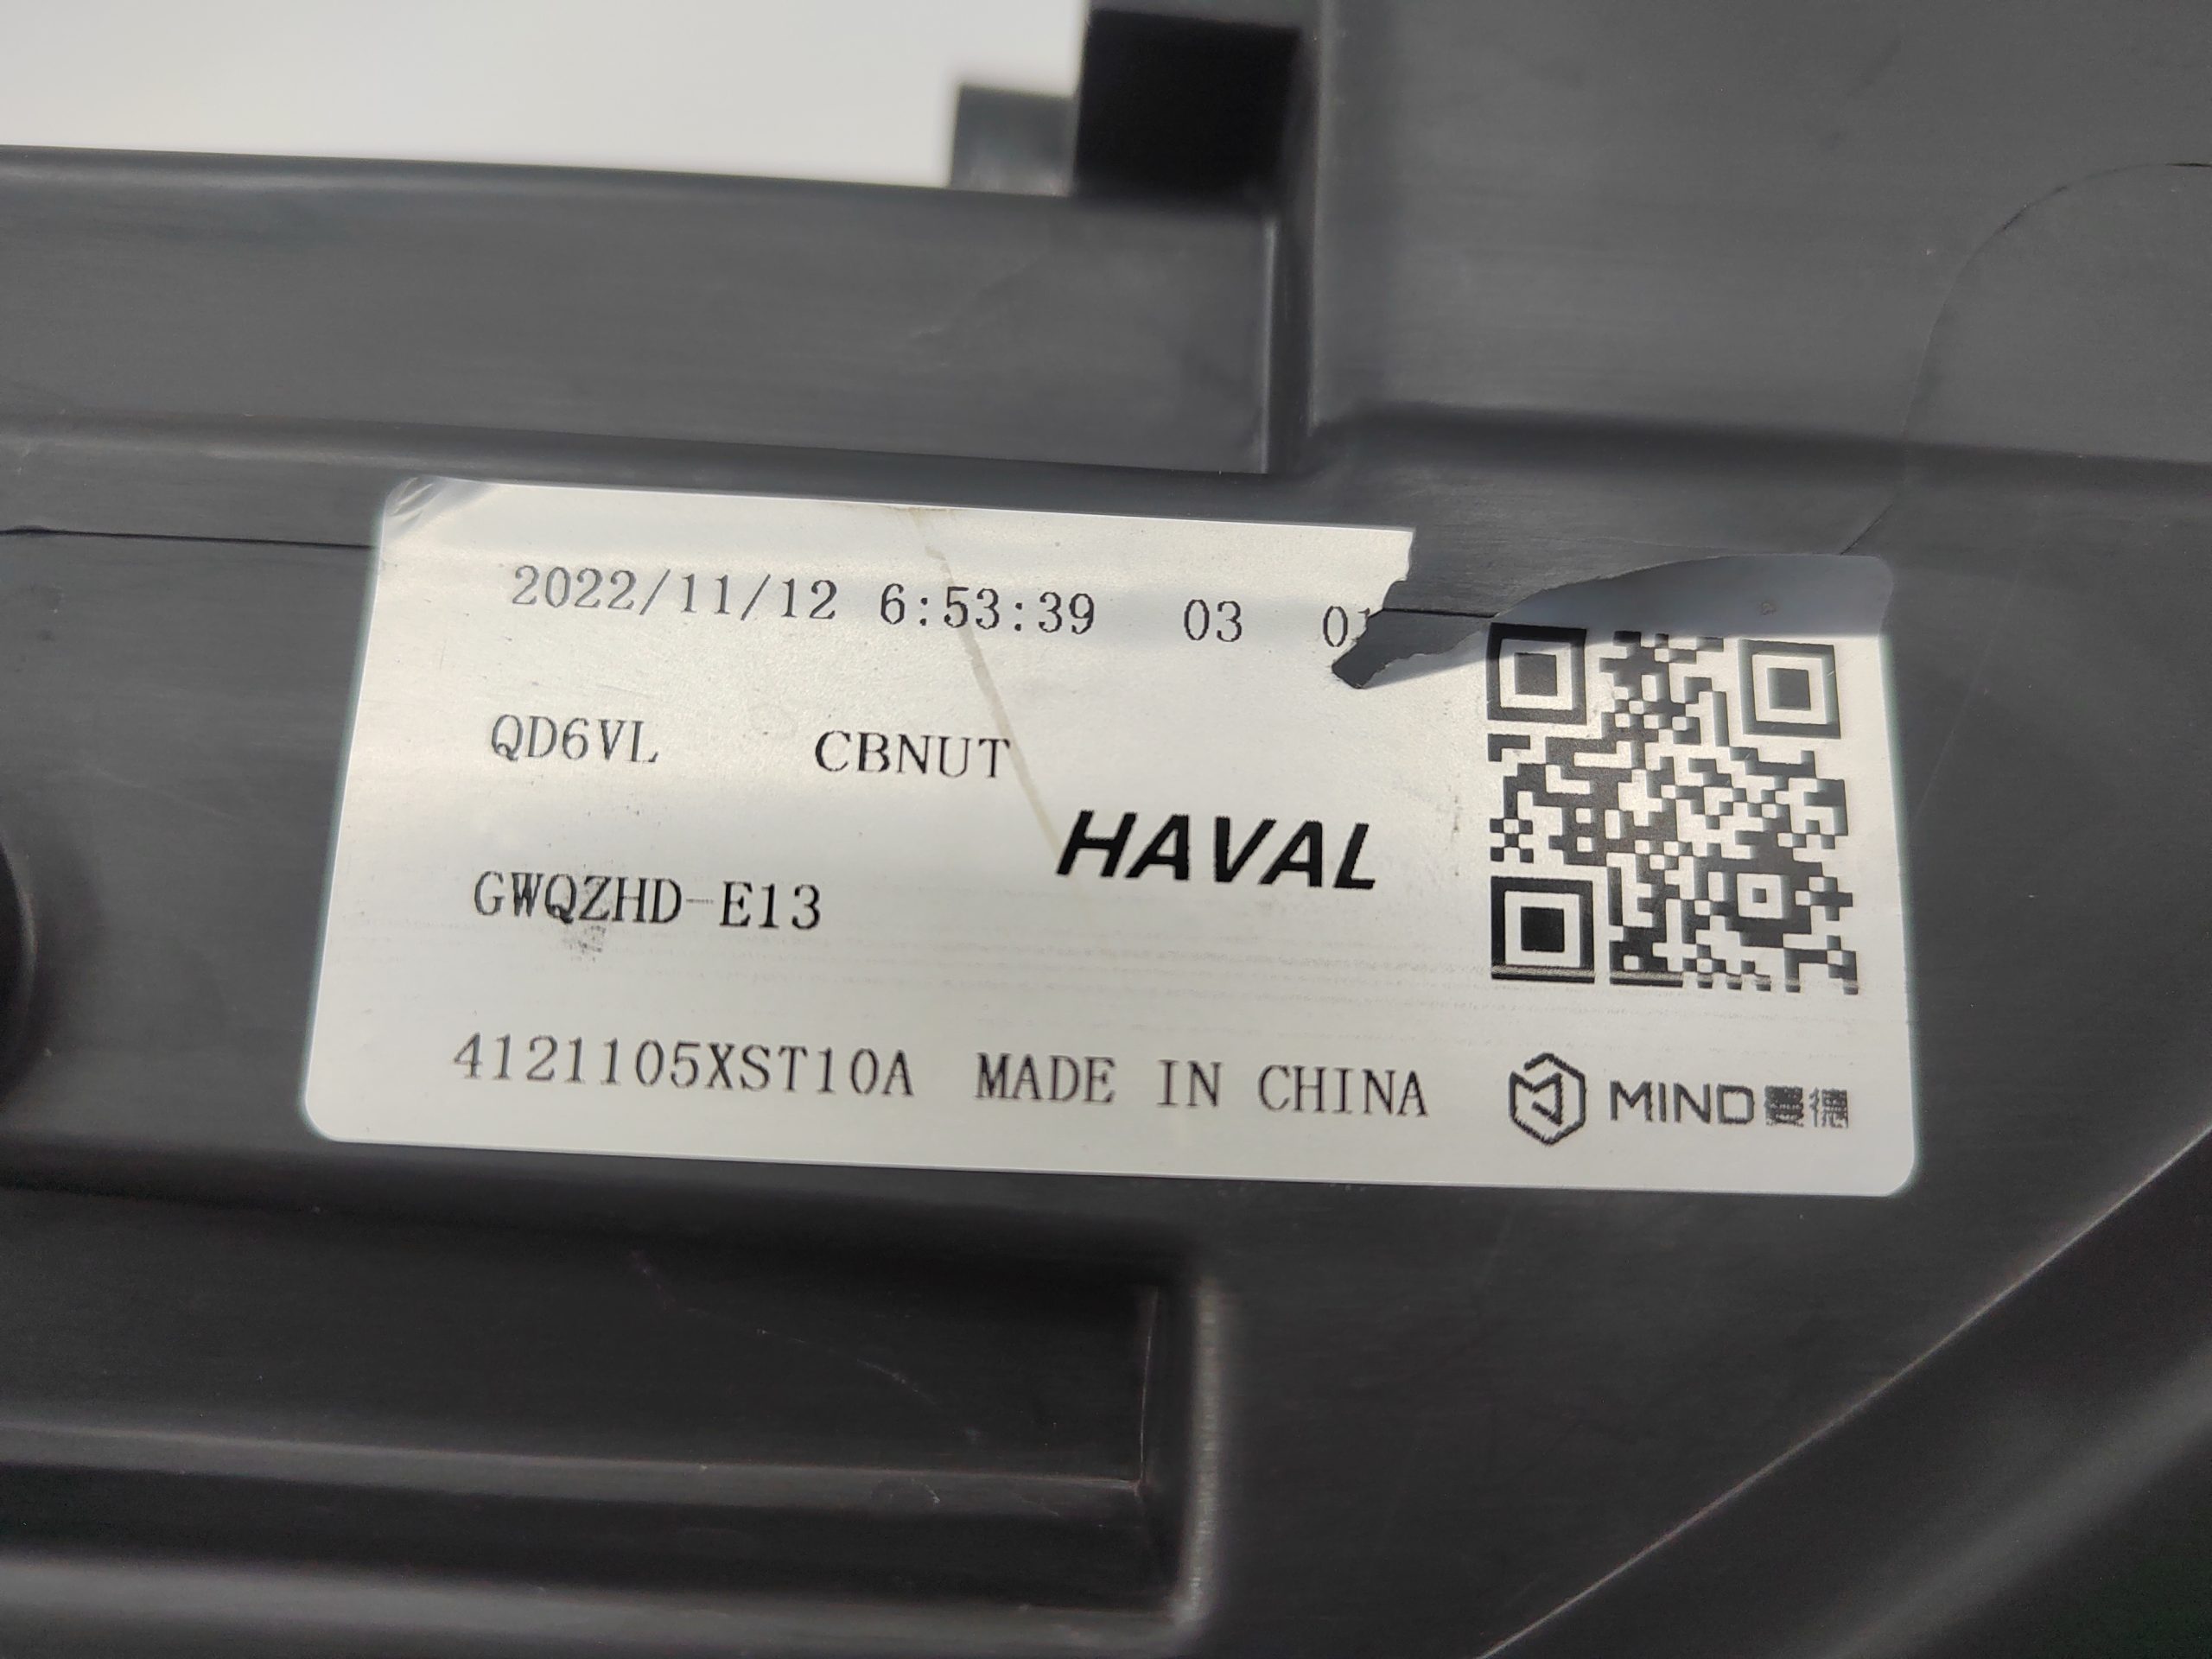 2022/11/12 6:53:39 03 01
QD6VL CBNUT
HAVAL
GWQZHD-E13
4121105XST10A MADE IN CHINA MIND曼德